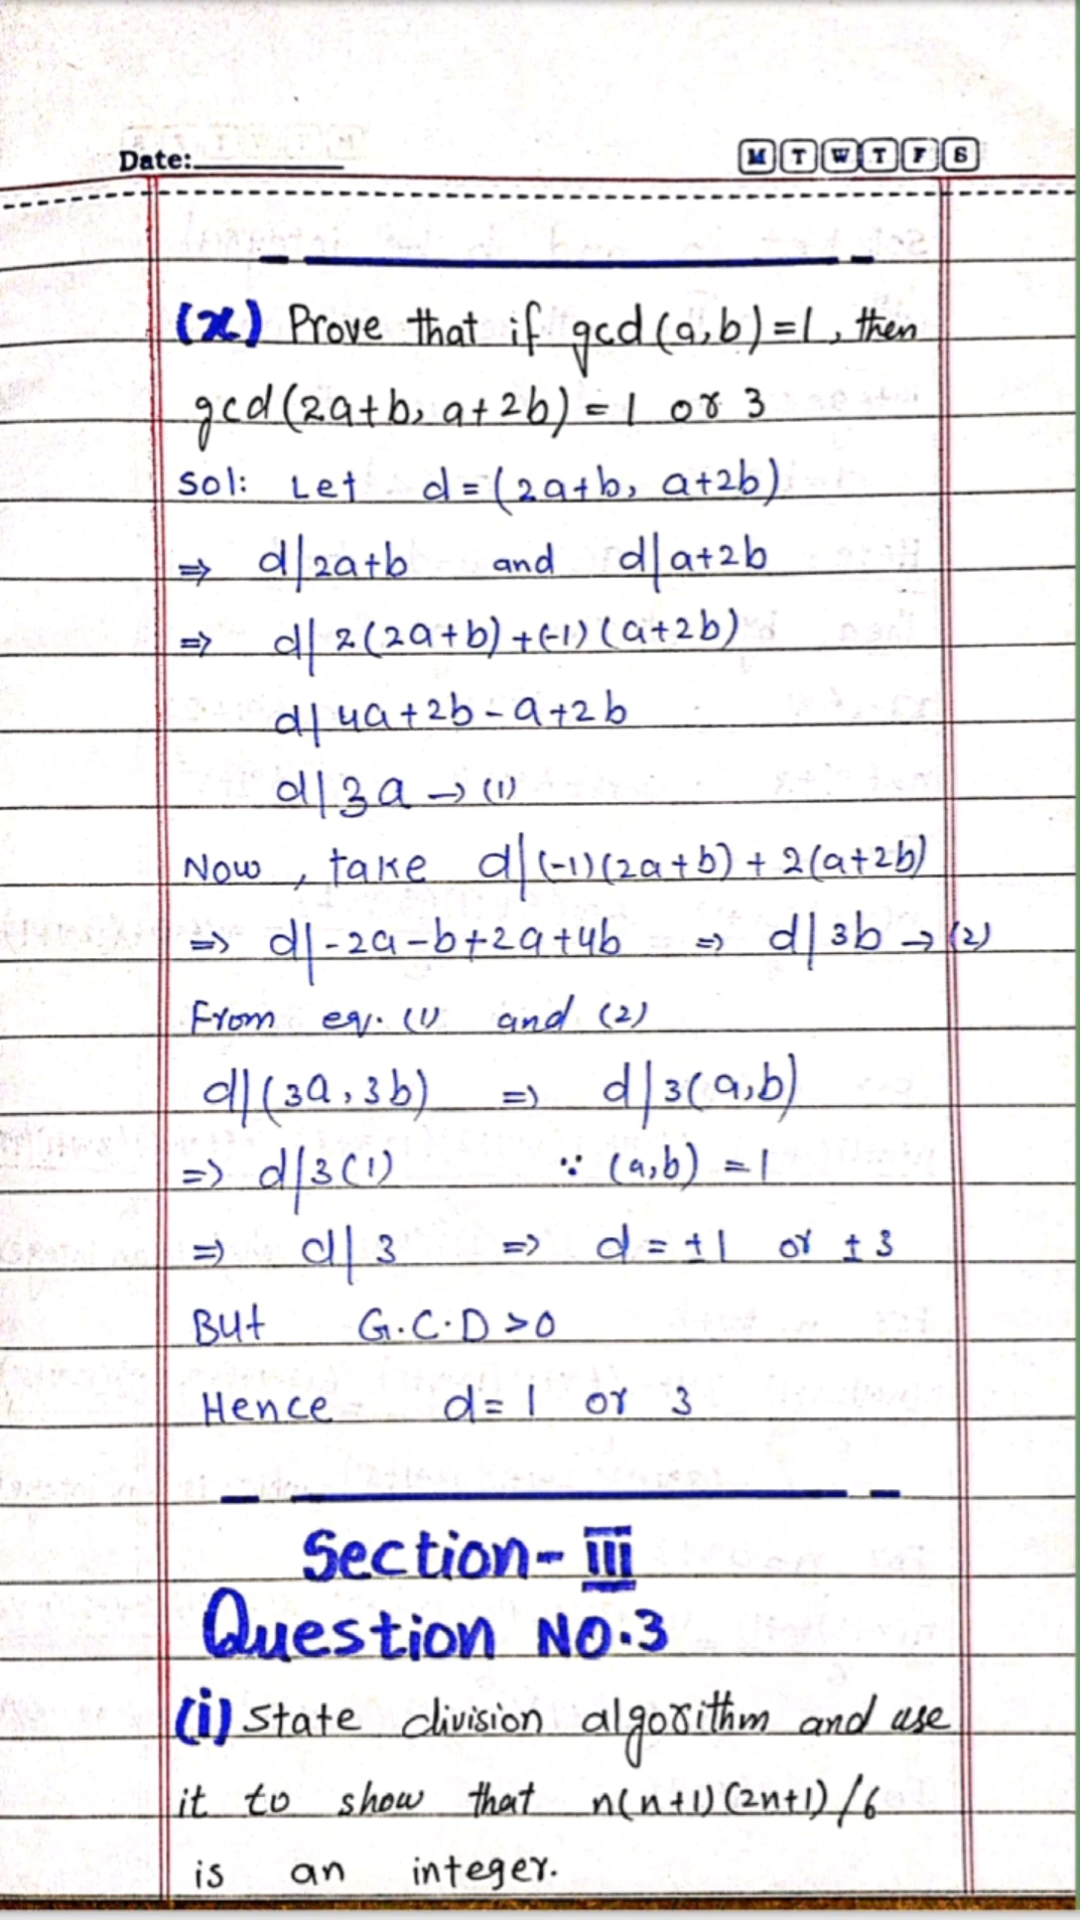 Date:
M T W T F S
(x) Prove that if gcd(a,b)=1, then
gcd(2a+b, a+2b) = 1 or 3
Sol: Let d=(2a+b, a+2b)
⇒ d|2a+b and d|a+2b
⇒ d|2(2a+b)+(-1)(a+2b)
d|4a+2b-a+2b
d|3a → (1)
Now, take d|(-1)(2a+b)+2(a+2b)
⇒ d|-2a-b+2a+4b ⇒ d|3b → (2)
From eq. (1) and (2)
d|(3a,3b) ⇒ d|3(a,b)
⇒ d|3(1) ∵ (a,b) = 1
⇒ d|3 ⇒ d = ±1 or ±3
But G.C.D >0
Hence d= 1 or 3
Section-III
Question NO.3
(i) State division algorithm and use
it to show that n(n+1)(2n+1)/6
is an integer.